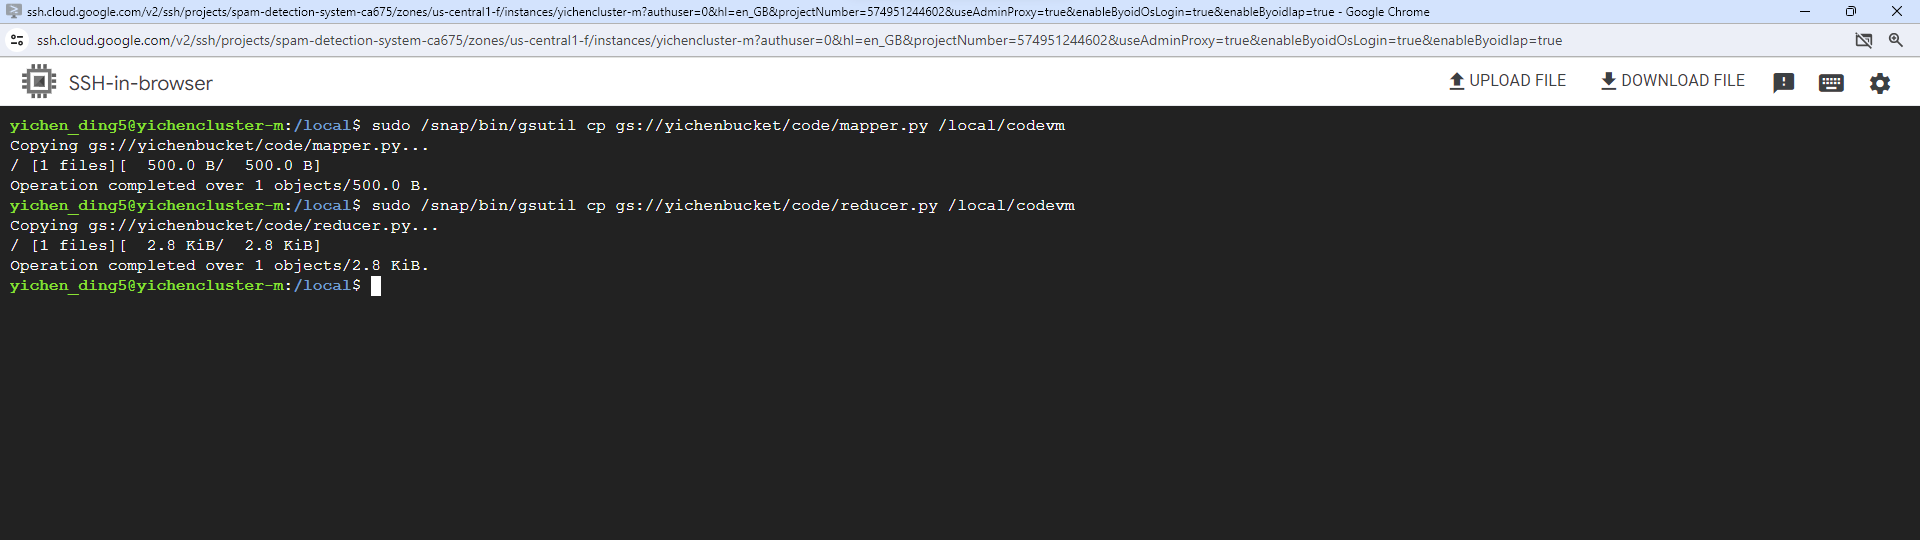 ssh.cloud.google.com/v2/ssh/projects/spam-detection-system-ca675/zones/us-central1-f/instances/yichencluster-m?authuser=0&hl=en_GB&projectNumber=574951244602&useAdminProxy=true&enableByoidOsLogin=true&enableByoidIap=true - Google Chrome
ssh.cloud.google.com/v2/ssh/projects/spam-detection-system-ca675/zones/us-central1-f/instances/yichencluster-m?authuser=0&hl=en_GB&projectNumber=574951244602&useAdminProxy=true&enableByoidOsLogin=true&enableByoidIap=true
SSH-in-browser
UPLOAD FILE
DOWNLOAD FILE
yichen_ding5@yichencluster-m:/local$ sudo /snap/bin/gsutil cp gs://yichenbucket/code/mapper.py /local/codevm
Copying gs://yichenbucket/code/mapper.py...
/ [1 files][  500.0 B/  500.0 B]
Operation completed over 1 objects/500.0 B.
yichen_ding5@yichencluster-m:/local$ sudo /snap/bin/gsutil cp gs://yichenbucket/code/reducer.py /local/codevm
Copying gs://yichenbucket/code/reducer.py...
/ [1 files][  2.8 KiB/  2.8 KiB]
Operation completed over 1 objects/2.8 KiB.
yichen_ding5@yichencluster-m:/local$